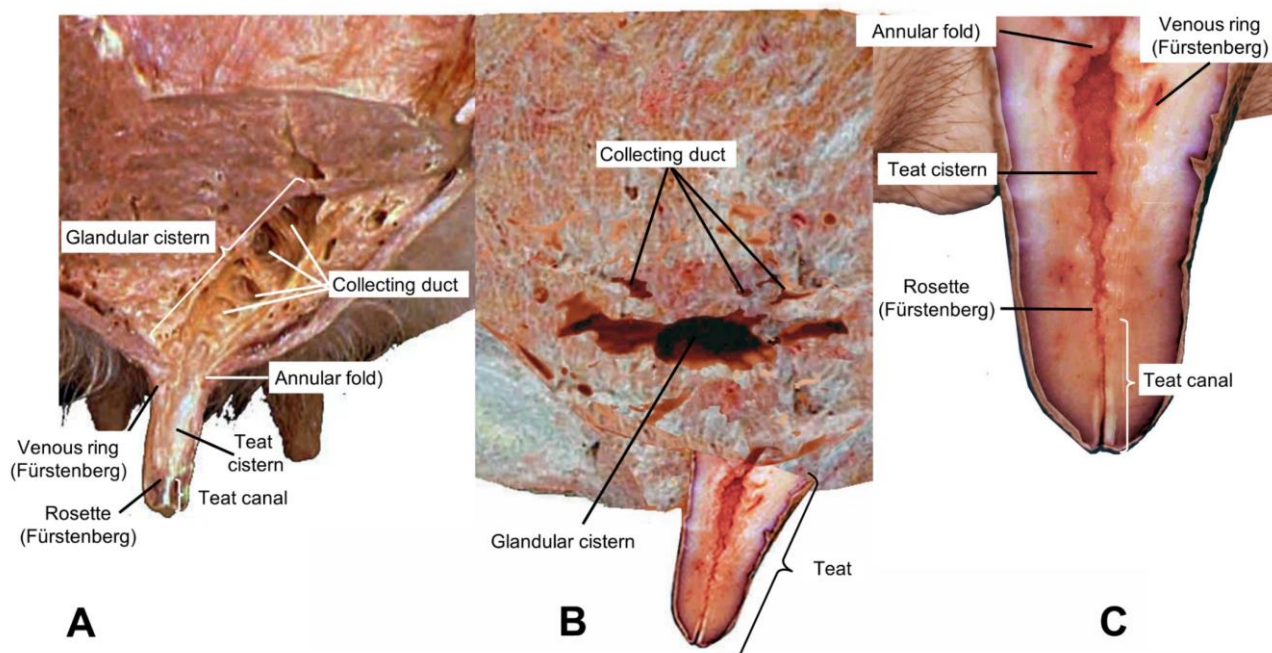 Glandular cistern
Collecting duct
Annular fold)
Venous ring
(Fürstenberg)
Teat
cistern
Rosette
(Fürstenberg)
Teat canal
A
Collecting duct
Glandular cistern
Teat
B
Annular fold)
Venous ring
(Fürstenberg)
Teat cistern
Rosette
(Fürstenberg)
Teat canal
C